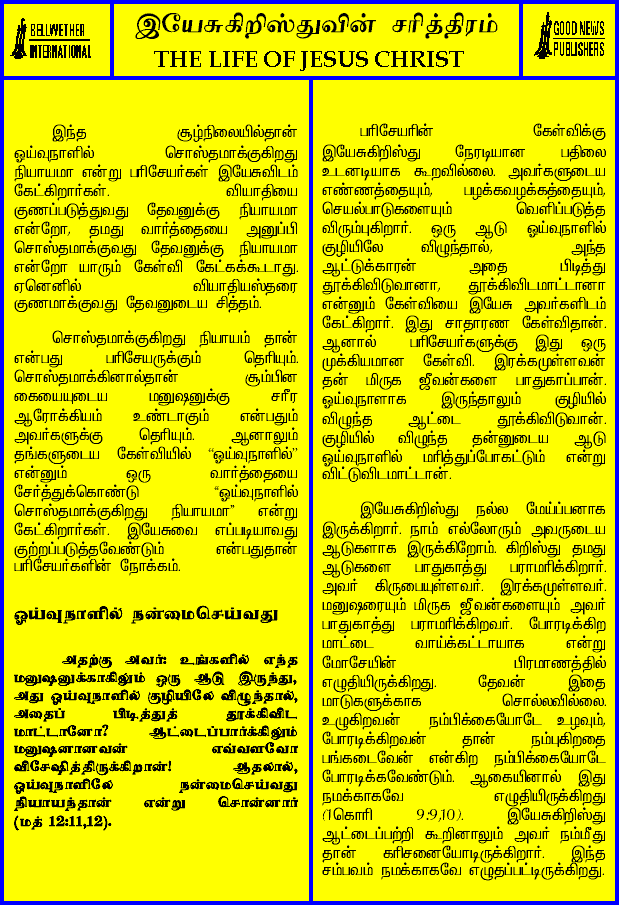 BELLWETHER
INTERNATIONAL
இயேசுகிறிஸ்துவின் சரித்திரம்
THE LIFE OF JESUS CHRIST
GOOD NEWS
PUBLISHERS
இந்த சூழ்நிலையில்தான்
ஓய்வுநாளில் சொஸ்தமாக்குகிறது
நியாயமா என்று பரிசேயர்கள் இயேசுவிடம்
கேட்கிறார்கள். வியாதியை
குணப்படுத்துவது தேவனுக்கு நியாயமா
என்றோ, தமது வார்த்தையை அனுப்பி
சொஸ்தமாக்குவது தேவனுக்கு நியாயமா
என்றோ யாரும் கேள்வி கேட்கக்கூடாது.
ஏனெனில் வியாதியஸ்தரை
குணமாக்குவது தேவனுடைய சித்தம்.
சொஸ்தமாக்குகிறது நியாயம் தான்
என்பது பரிசேயருக்கும் தெரியும்.
சொஸ்தமாக்கினால்தான் சூம்பின
கையையுடைய மனுஷனுக்கு சரீர
ஆரோக்கியம் உண்டாகும் என்பதும்
அவர்களுக்கு தெரியும். ஆனாலும்
தங்களுடைய கேள்வியில் “ஓய்வுநாளில்”
என்னும் ஒரு வார்த்தையை
சேர்த்துக்கொண்டு “ஓய்வுநாளில்
சொஸ்தமாக்குகிறது நியாயமா” என்று
கேட்கிறார்கள். இயேசுவை எப்படியாவது
குற்றப்படுத்தவேண்டும் என்பதுதான்
பரிசேயர்களின் நோக்கம்.
ஓய்வுநாளில் நன்மைசெய்வது
அதற்கு அவர்: உங்களில் எந்த
மனுஷனுக்காகிலும் ஒரு ஆடு இருந்து,
அது ஓய்வுநாளில் குழியிலே விழுந்தால்,
அதைப் பிடித்துத் தூக்கிவிட
மாட்டானோ? ஆட்டைப்பார்க்கிலும்
மனுஷனானவன் எவ்வளவோ
விசேஷித்திருக்கிறான்! ஆதலால்,
ஓய்வுநாளிலே நன்மைசெய்வது
நியாயந்தான் என்று சொன்னார்
(மத் 12:11,12).
பரிசேயரின் கேள்விக்கு
இயேசுகிறிஸ்து நேரடியான பதிலை
உடனடியாக கூறவில்லை. அவர்களுடைய
எண்ணத்தையும், பழக்கவழக்கத்தையும்,
செயல்பாடுகளையும் வெளிப்படுத்த
விரும்புகிறார். ஒரு ஆடு ஓய்வுநாளில்
குழியிலே விழுந்தால், அந்த
ஆட்டுக்காரன் அதை பிடித்து
தூக்கிவிடுவானா, தூக்கிவிடமாட்டானா
என்னும் கேள்வியை இயேசு அவர்களிடம்
கேட்கிறார். இது சாதாரண கேள்விதான்.
ஆனால் பரிசேயர்களுக்கு இது ஒரு
முக்கியமான கேள்வி. இரக்கமுள்ளவன்
தன் மிருக ஜீவன்களை பாதுகாப்பான்.
ஓய்வுநாளாக இருந்தாலும் குழியில்
விழுந்த ஆட்டை தூக்கிவிடுவான்.
குழியில் விழுந்த தன்னுடைய ஆடு
ஓய்வுநாளில் மரித்துப்போகட்டும் என்று
விட்டுவிடமாட்டான்.
இயேசுகிறிஸ்து நல்ல மேய்ப்பனாக
இருக்கிறார். நாம் எல்லோரும் அவருடைய
ஆடுகளாக இருக்கிறோம். கிறிஸ்து தமது
ஆடுகளை பாதுகாத்து பராமரிக்கிறார்.
அவர் கிருபையுள்ளவர். இரக்கமுள்ளவர்.
மனுஷரையும் மிருக ஜீவன்களையும் அவர்
பாதுகாத்து பராமரிக்கிறவர். போரடிக்கிற
மாட்டை வாய்க்கட்டாயாக என்று
மோசேயின் பிரமாணத்தில்
எழுதியிருக்கிறது. தேவன் இதை
மாடுகளுக்காக சொல்லவில்லை.
உழுகிறவன் நம்பிக்கையோடே உழவும்,
போரடிக்கிறவன் தான் நம்புகிறதை
பங்கடைவேன் என்கிற நம்பிக்கையோடே
போரடிக்கவேண்டும். ஆகையினால் இது
நமக்காகவே எழுதியிருக்கிறது
(1கொரி 9:9,10). இயேசுகிறிஸ்து
ஆட்டைப்பற்றி கூறினாலும் அவர் நம்மீது
தான் கரிசனையோடிருக்கிறார். இந்த
சம்பவம் நமக்காகவே எழுதப்பட்டிருக்கிறது.